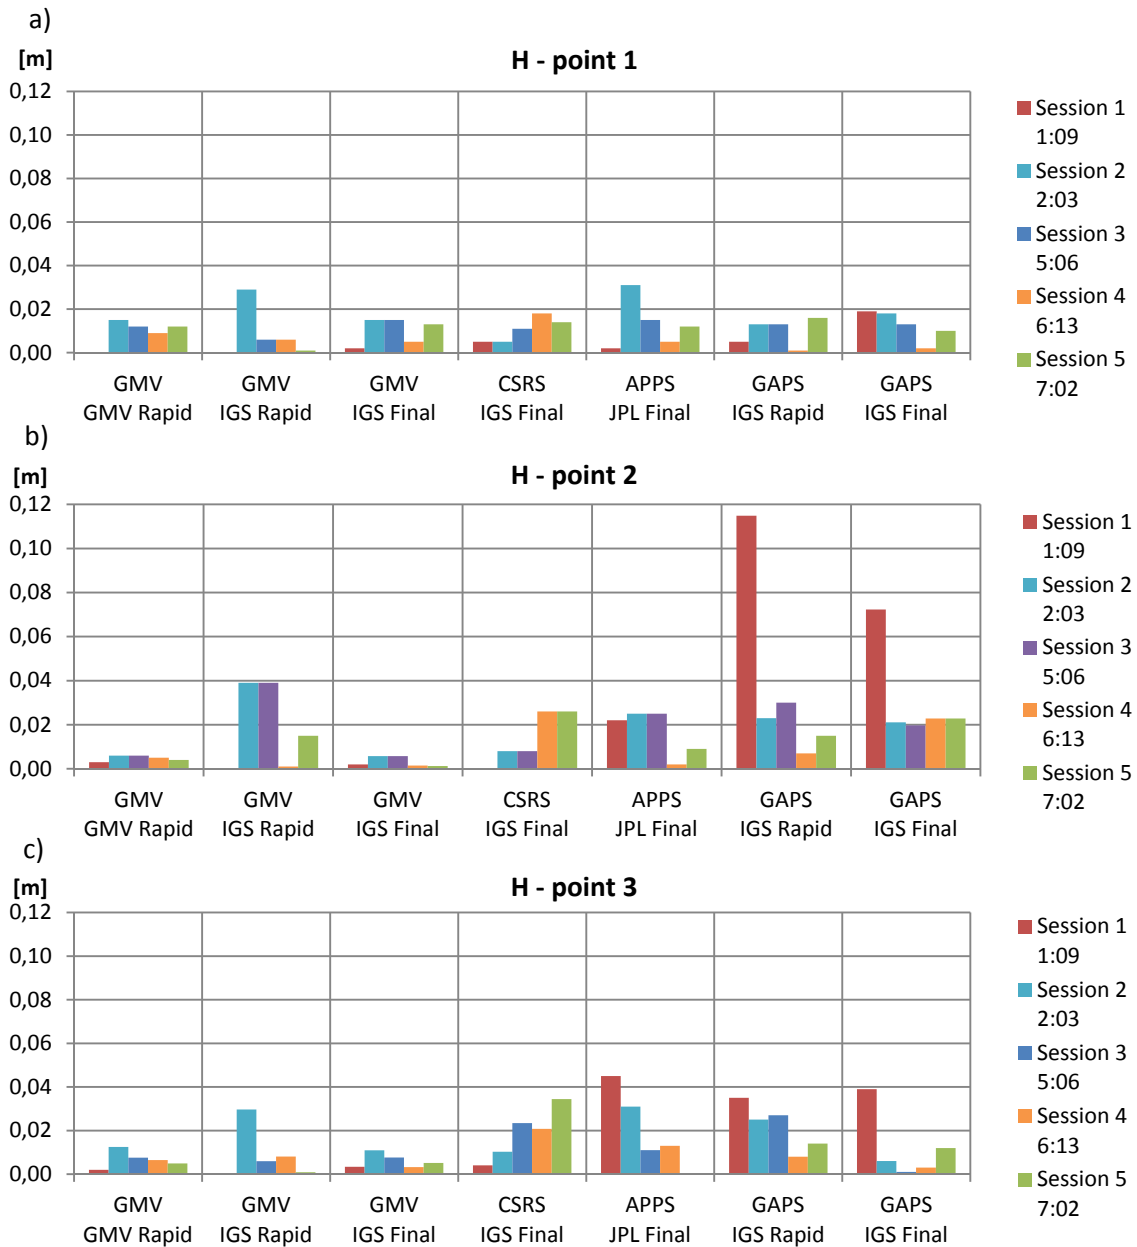 a)
[m]
H - point 1
0,12
0,10
0,08
0,06
0,04
0,02
0,00
GMV GMV GMV CSRS APPS GAPS GAPS
GMV Rapid IGS Rapid IGS Final IGS Final JPL Final IGS Rapid IGS Final
Session 1
1:09
Session 2
2:03
Session 3
5:06
Session 4
6:13
Session 5
7:02
b)
[m]
H - point 2
0,12
0,10
0,08
0,06
0,04
0,02
0,00
GMV GMV GMV CSRS APPS GAPS GAPS
GMV Rapid IGS Rapid IGS Final IGS Final JPL Final IGS Rapid IGS Final
Session 1
1:09
Session 2
2:03
Session 3
5:06
Session 4
6:13
Session 5
7:02
c)
[m]
H - point 3
0,12
0,10
0,08
0,06
0,04
0,02
0,00
GMV GMV GMV CSRS APPS GAPS GAPS
GMV Rapid IGS Rapid IGS Final IGS Final JPL Final IGS Rapid IGS Final
Session 1
1:09
Session 2
2:03
Session 3
5:06
Session 4
6:13
Session 5
7:02